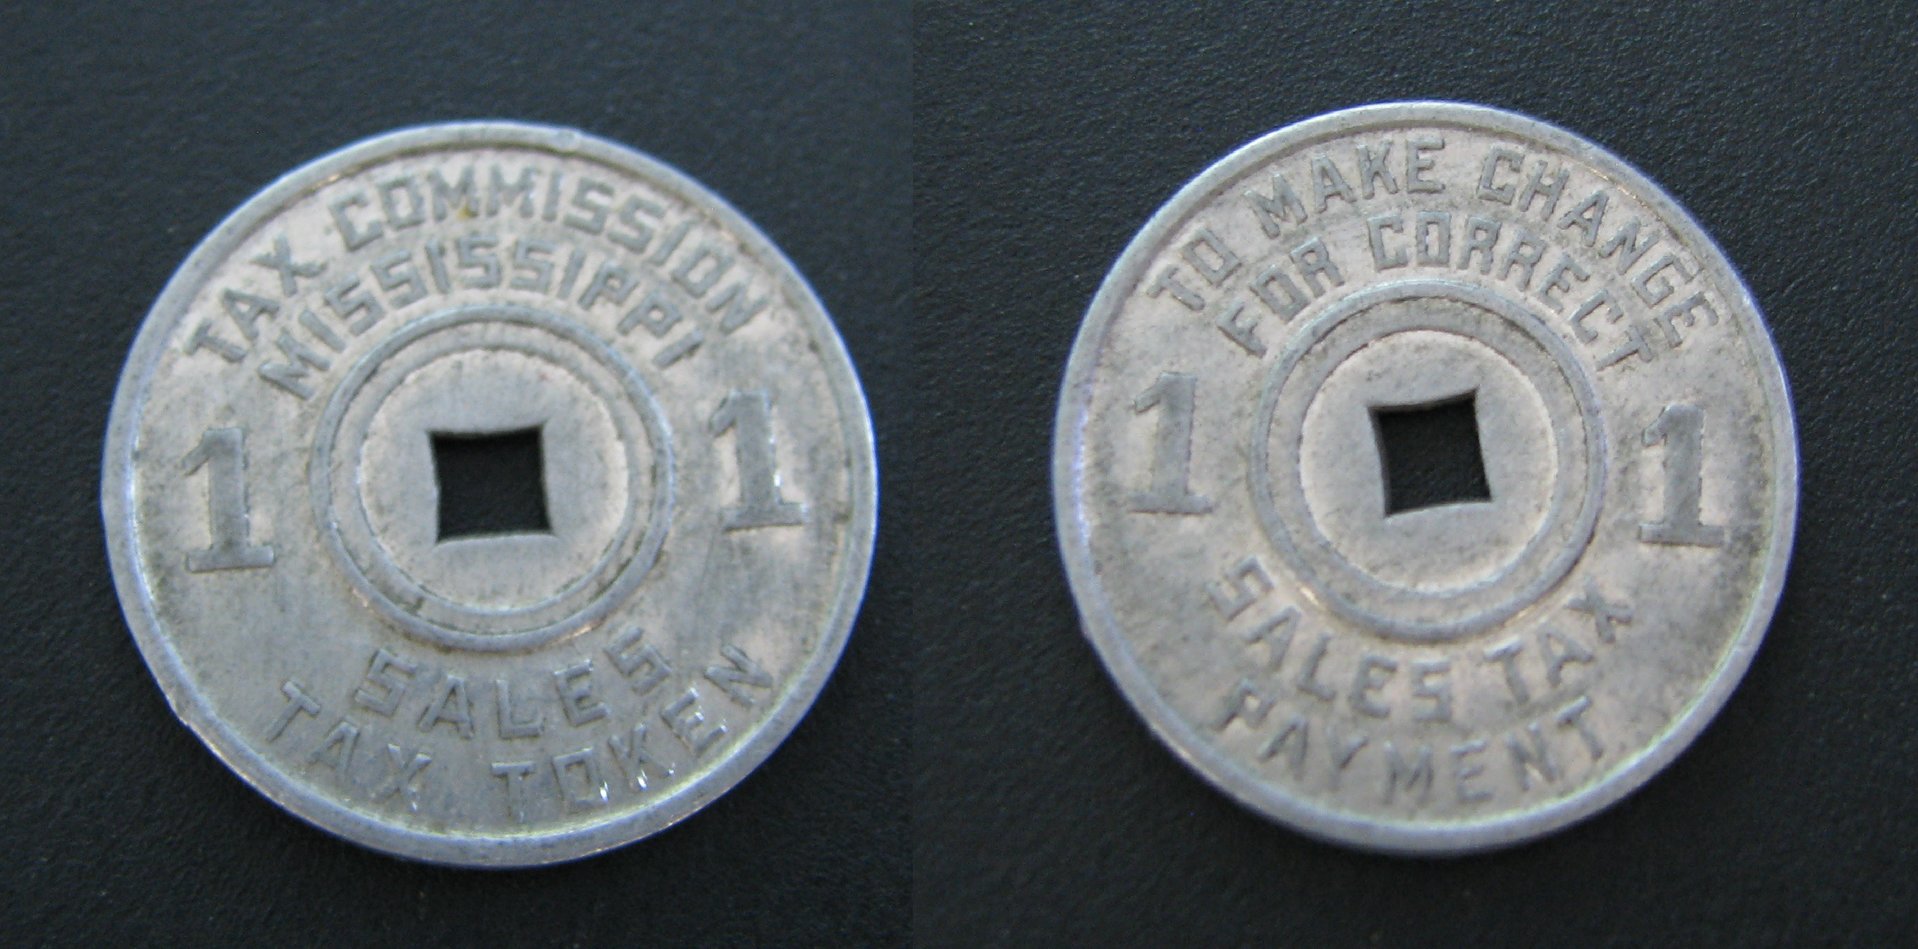 TAX COMMISSION
MISSISSIPPI
1 1
SALES
TAX TOKEN
TO MAKE CHANGE
FOR CORRECT
1 1
SALES TAX
PAYMENT